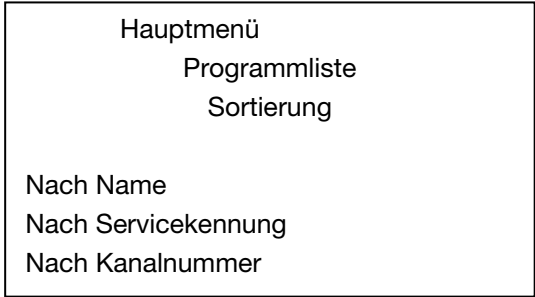 Hauptmenü
Programmliste
Sortierung
Nach Name
Nach Servicekennung
Nach Kanalnummer